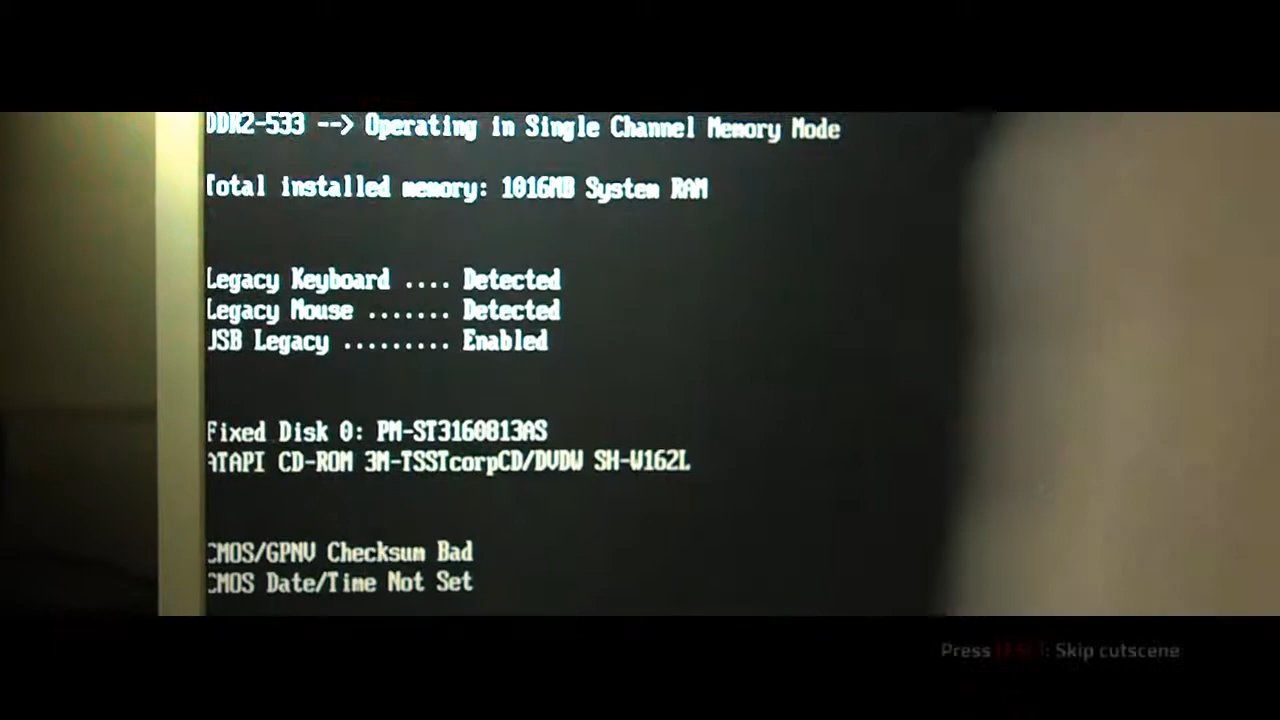 DDR2-533 --> Operating in Single Channel Memory Mode
Total installed memory: 1016MB System RAM
Legacy Keyboard .... Detected
Legacy Mouse ....... Detected
USB Legacy ......... Enabled
Fixed Disk 0: PM-ST3160813AS
ATAPI CD-ROM 3M-TSSTcorpCD/DVDW SH-W162L
CMOS/GPNV Checksum Bad
CMOS Date/Time Not Set
Press [ESC]: Skip cutscene